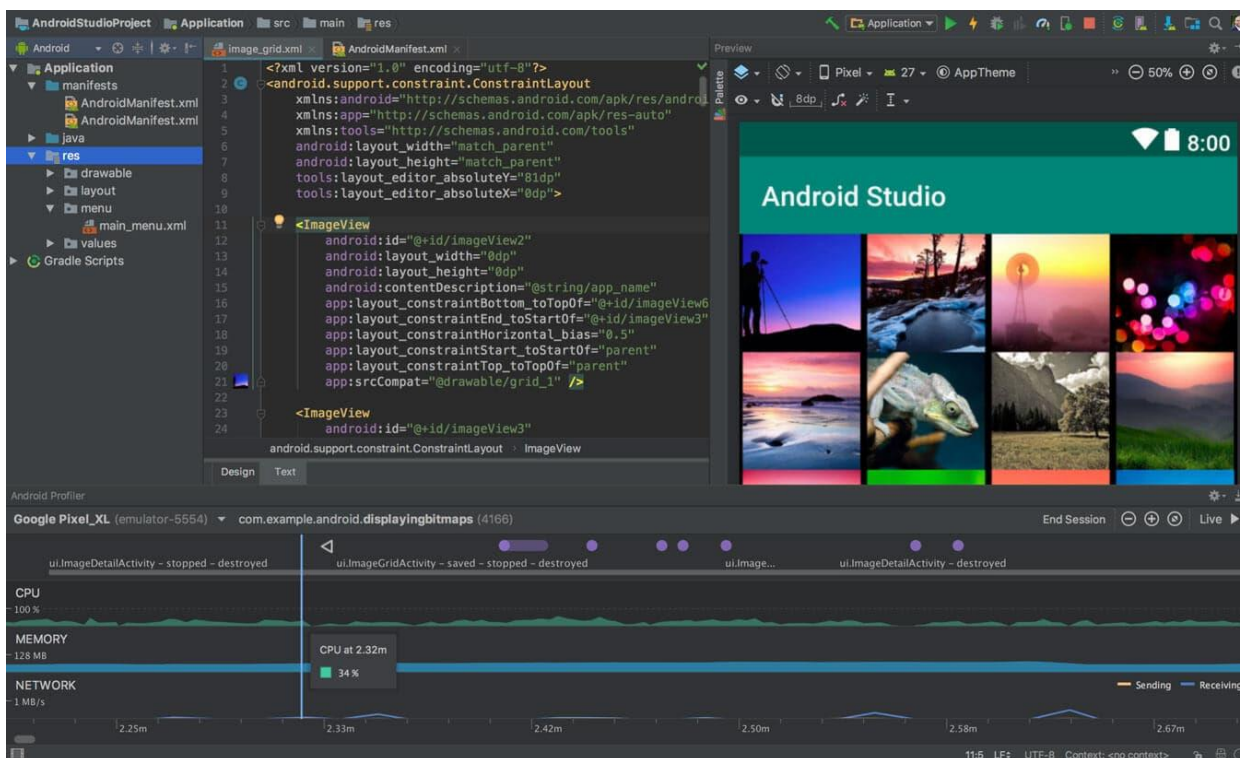 AndroidStudioProject Application src main res
Application
Android
image_grid.xml
AndroidManifest.xml
Application
manifests
AndroidManifest.xml
AndroidManifest.xml
java
res
drawable
layout
menu
main_menu.xml
values
Gradle Scripts
1 <?xml version="1.0" encoding="utf-8"?>
2 <android.support.constraint.ConstraintLayout
3 xmlns:android="http://schemas.android.com/apk/res/androi
4 xmlns:app="http://schemas.android.com/apk/res-auto"
5 xmlns:tools="http://schemas.android.com/tools"
6 android:layout_width="match_parent"
7 android:layout_height="match_parent"
8 tools:layout_editor_absoluteY="81dp"
9 tools:layout_editor_absoluteX="0dp">
10
11 <ImageView
12 android:id="@+id/imageView2"
13 android:layout_width="0dp"
14 android:layout_height="0dp"
15 android:contentDescription="@string/app_name"
16 app:layout_constraintBottom_toTopOf="@+id/imageView6
17 app:layout_constraintEnd_toStartOf="@+id/imageView3"
18 app:layout_constraintHorizontal_bias="0.5"
19 app:layout_constraintStart_toStartOf="parent"
20 app:layout_constraintTop_toTopOf="parent"
21 app:srcCompat="@drawable/grid_1" />
22
23 <ImageView
24 android:id="@+id/imageView3"
android.support.constraint.ConstraintLayout › ImageView
Design Text
Preview
Palette
Pixel 27 AppTheme » 50%
8dp
8:00
Android Studio
Android Profiler
Google Pixel_XL (emulator-5554) com.example.android.displayingbitmaps (4166) End Session Live
ui.ImageDetailActivity – stopped – destroyed ui.ImageGridActivity – saved – stopped – destroyed ui.Image... ui.ImageDetailActivity – destroyed
CPU
100 %
MEMORY
128 MB
CPU at 2.32m
34 %
NETWORK
Sending Receiving
1 MB/s
2.25m 2.33m 2.42m 2.50m 2.58m 2.67m
11:5 LF UTF-8 Context: <no context>